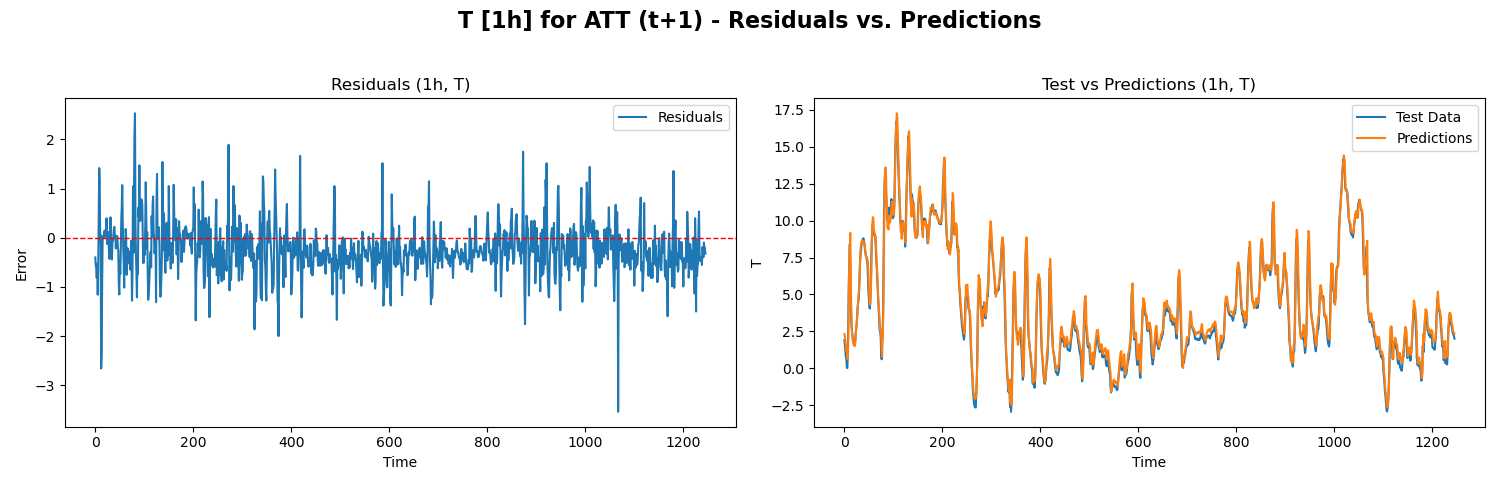 T [1h] for ATT (t+1) - Residuals vs. Predictions
Residuals (1h, T)
Residuals
2
1
0
−1
−2
−3
Error
0 200 400 600 800 1000 1200
Time
Test vs Predictions (1h, T)
Test Data
Predictions
17.5
15.0
12.5
10.0
7.5
5.0
2.5
0.0
−2.5
T
0 200 400 600 800 1000 1200
Time